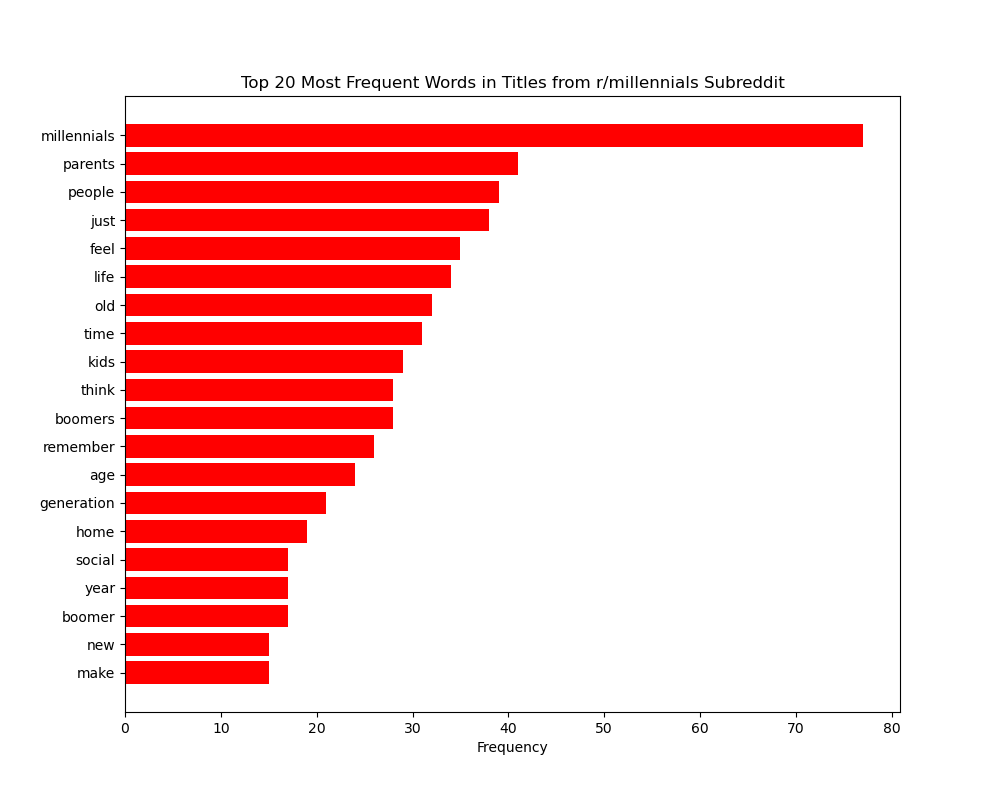 Top 20 Most Frequent Words in Titles from r/millennials Subreddit
millennials
parents
people
just
feel
life
old
time
kids
think
boomers
remember
age
generation
home
social
year
boomer
new
make
0 10 20 30 40 50 60 70 80
Frequency